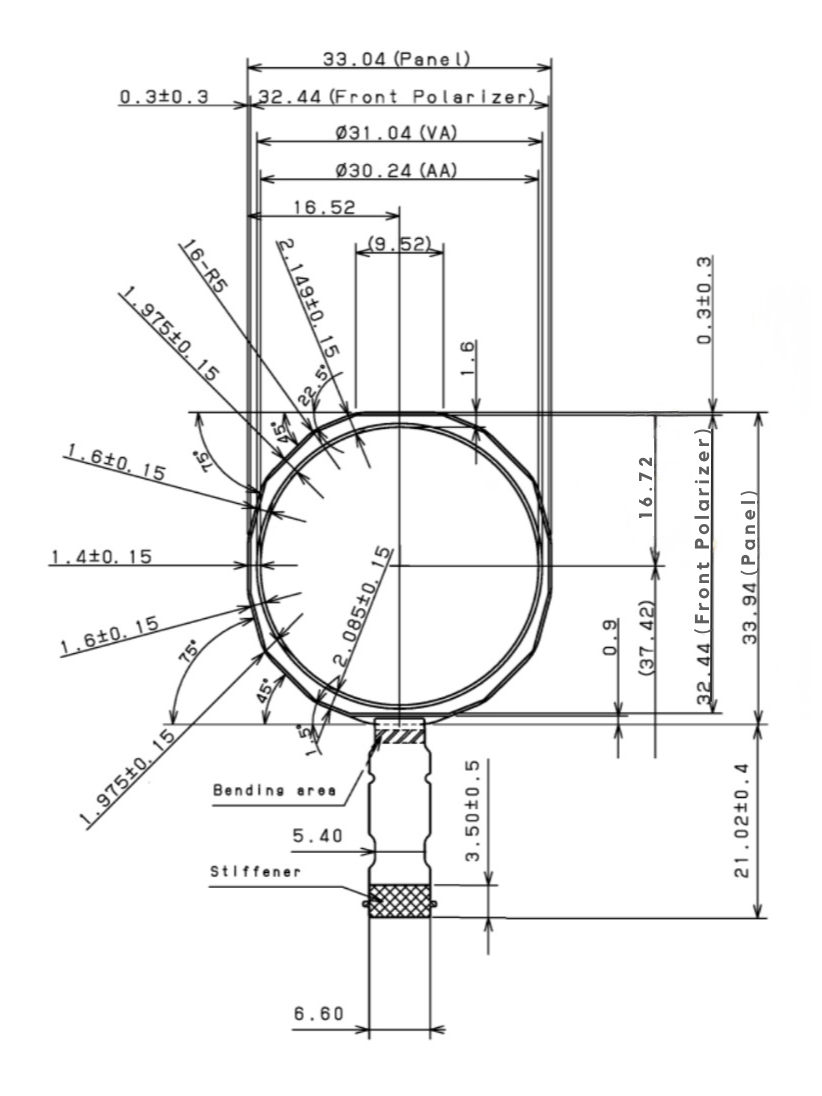 33.04(Panel)
0.3±0.3
32.44(Front Polarizer)
Ø31.04(VA)
Ø30.24(AA)
16.52
(9.52)
16-R5
2.149±0.15
1.975±0.15
0.3±0.3
1.6
22.5°
45°
75°
1.6±0.15
16.72
32.44(Front Polarizer)
33.94(Panel)
1.4±0.15
2.085±0.15
1.6±0.15
0.9
(37.42)
75°
45°
1.5°
1.975±0.15
Bending area
3.50±0.5
21.02±0.4
5.40
Stiffener
6.60